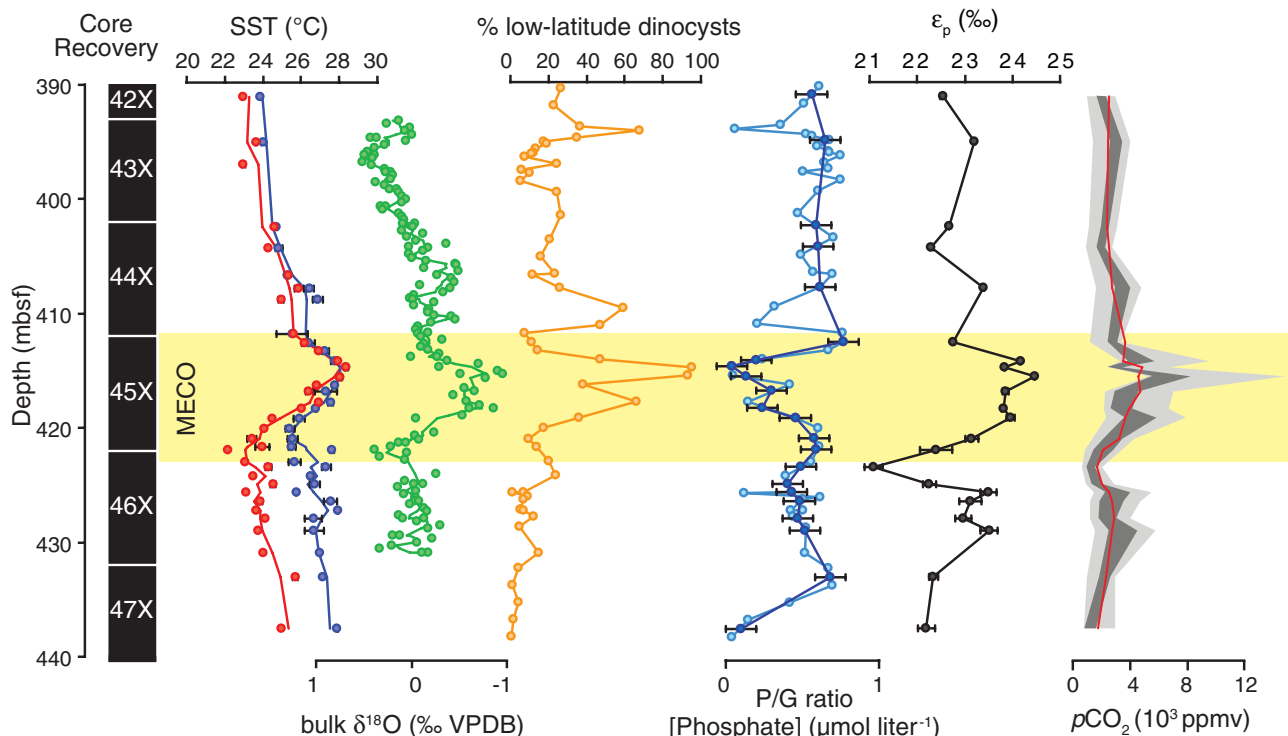 Core
Recovery
SST (°C)
% low-latitude dinocysts
εp (‰)
20 22 24 26 28 30
0 20 40 60 80 100
21 22 23 24 25
Depth (mbsf)
390
400
410
420
430
440
42X
43X
44X
45X
46X
47X
MECO
1 0 -1
bulk δ¹⁸O (‰ VPDB)
0 1
P/G ratio
[Phosphate] (µmol liter⁻¹)
0 4 8 12
pCO₂ (10³ ppmv)